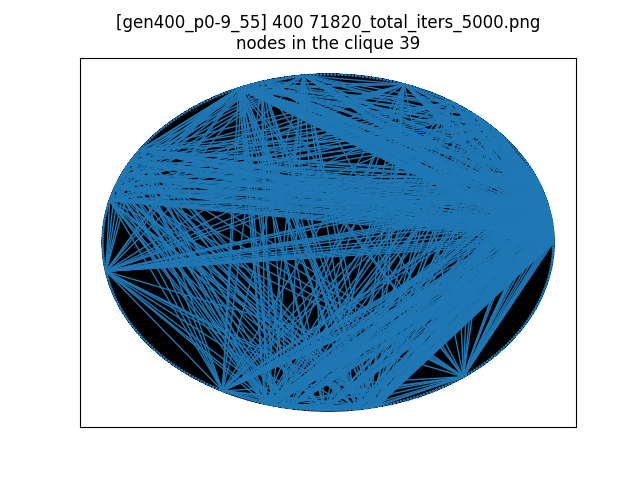 [gen400_p0-9_55] 400 71820_total_iters_5000.png
nodes in the clique 39